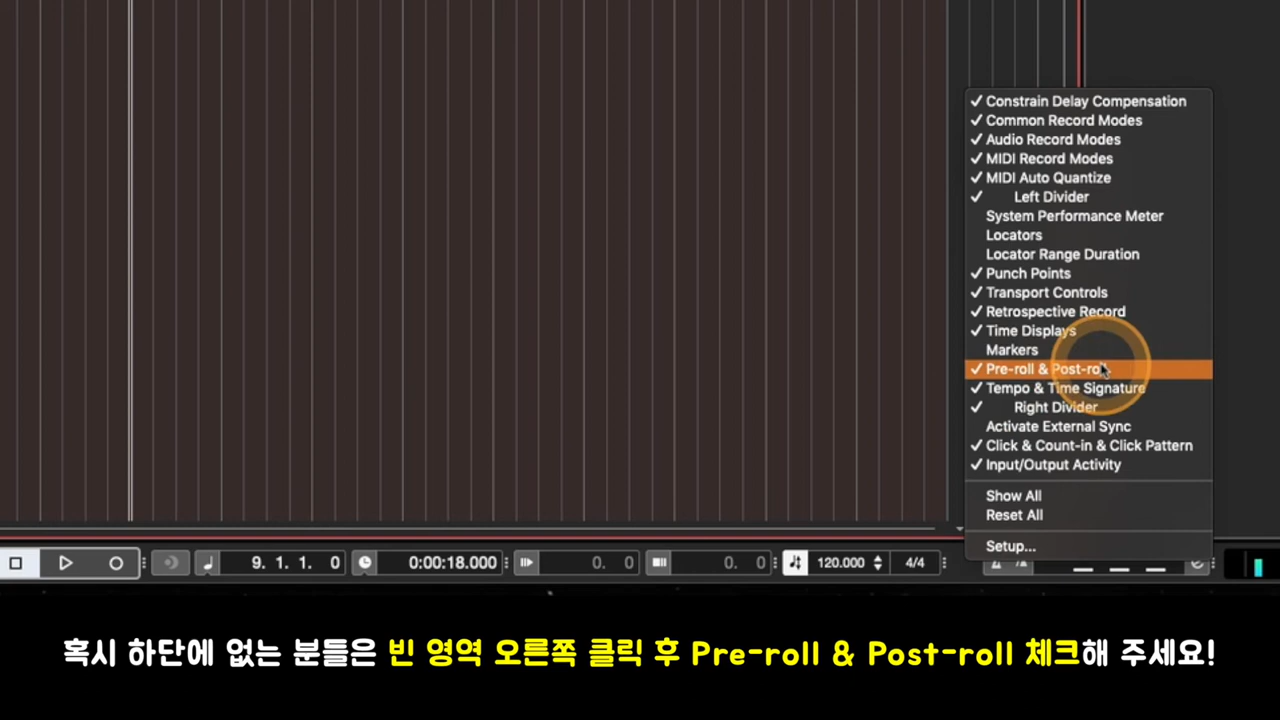 ✓ Constrain Delay Compensation
✓ Common Record Modes
✓ Audio Record Modes
✓ MIDI Record Modes
✓ MIDI Auto Quantize
✓ Left Divider
System Performance Meter
Locators
Locator Range Duration
✓ Punch Points
✓ Transport Controls
✓ Retrospective Record
✓ Time Displays
Markers
✓ Pre-roll & Post-roll
✓ Tempo & Time Signature
✓ Right Divider
Activate External Sync
✓ Click & Count-in & Click Pattern
✓ Input/Output Activity
Show All
Reset All
Setup...
9. 1. 1. 0 0:00:18.000 0. 0 0. 0 120.000 4/4
혹시 하단에 없는 분들은 빈 영역 오른쪽 클릭 후 Pre-roll & Post-roll 체크해 주세요!